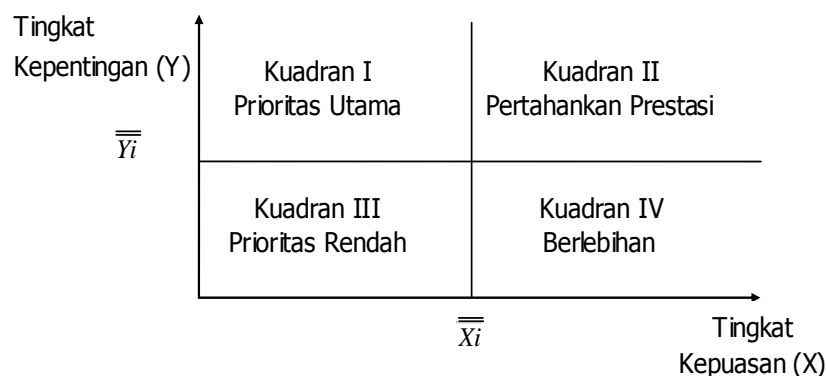 Tingkat
Kepentingan (Y)
Kuadran I
Prioritas Utama
Kuadran II
Pertahankan Prestasi
Yi
Kuadran III
Prioritas Rendah
Kuadran IV
Berlebihan
Xi
Tingkat
Kepuasan (X)